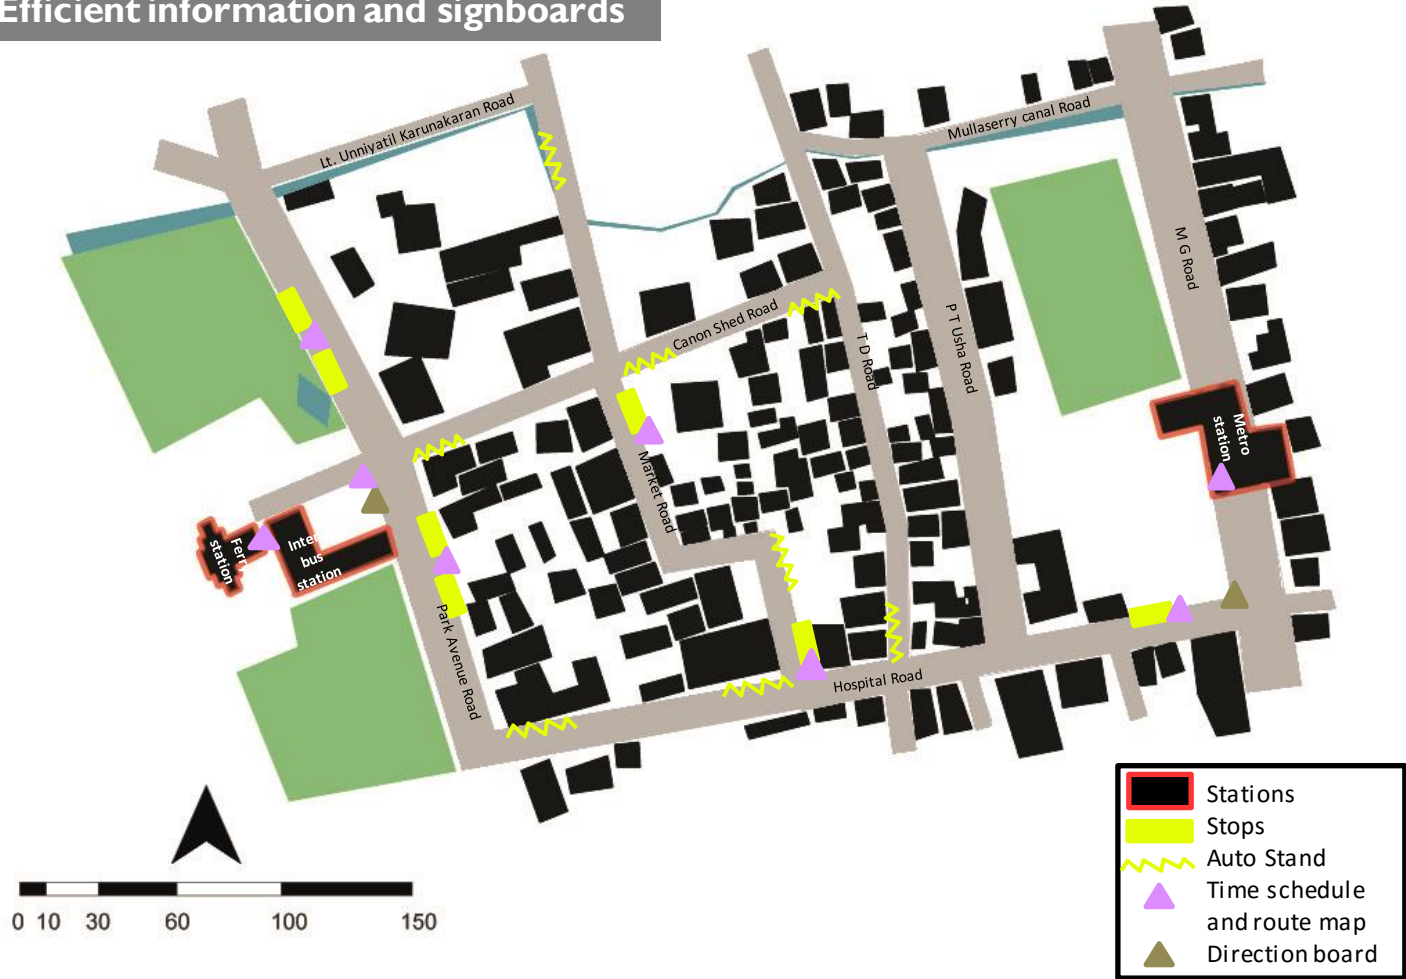 Efficient information and signboards
Lt. Unniyatil Karunakaran Road
Mullaserry canal Road
M G Road
Canon Shed Road
P T Usha Road
T D Road
Metro
station
Market Road
Ferry
station
Inter
bus
station
Park Avenue Road
Hospital Road
Stations
Stops
Auto Stand
Time schedule
and route map
Direction board
0 10 30 60 100 150